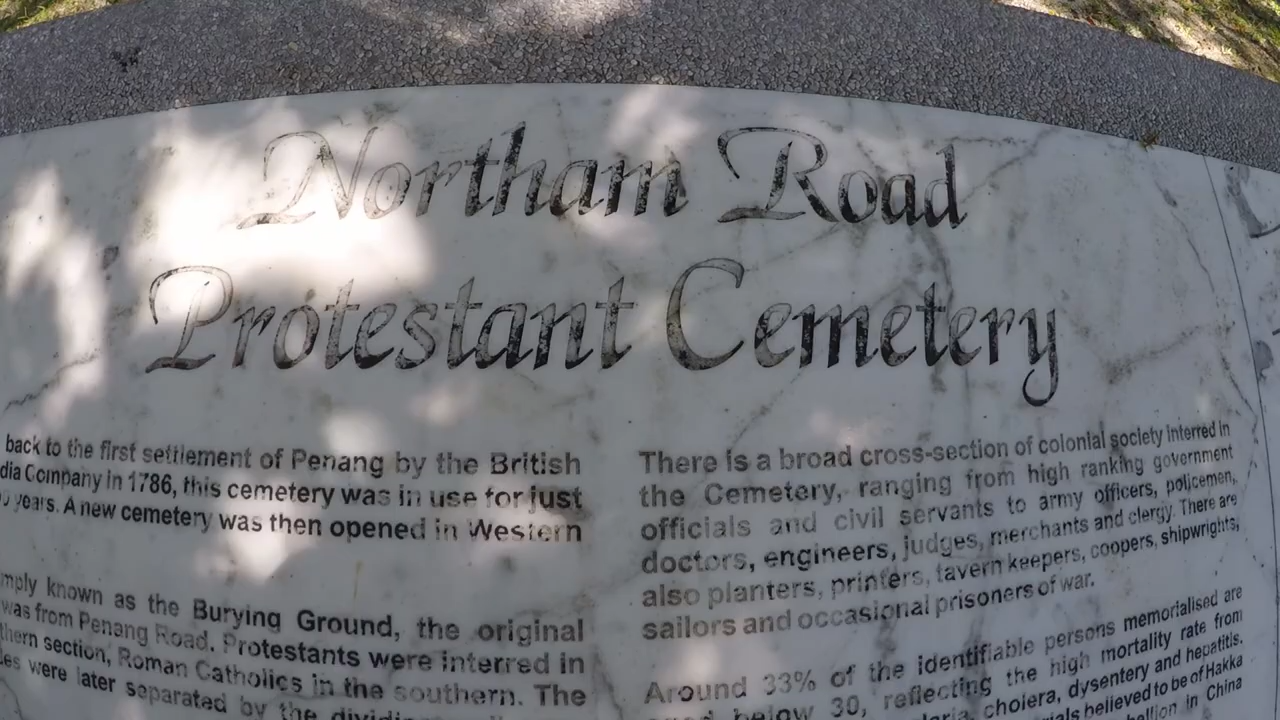 Northam Road
Protestant Cemetery
back to the first settlement of Penang by the British
Company in 1786, this cemetery was in use for just
years. A new cemetery was then opened in Western
known as the Burying Ground, the original
was from Penang Road. Protestants were interred in
section, Roman Catholics in the southern. The
were later separated by the
There is a broad cross-section of colonial society interred in
the Cemetery, ranging from high ranking government
officials and civil servants to army officers, policemen,
doctors, engineers, judges, merchants and clergy. There are
also planters, printers, tavern keepers, coopers, shipwrights,
sailors and occasional prisoners of war.
Around 33% of the identifiable persons memorialised are
below 30, reflecting the high mortality rate from
cholera, dysentery and hepatitis.
believed to be of Hakka
in China